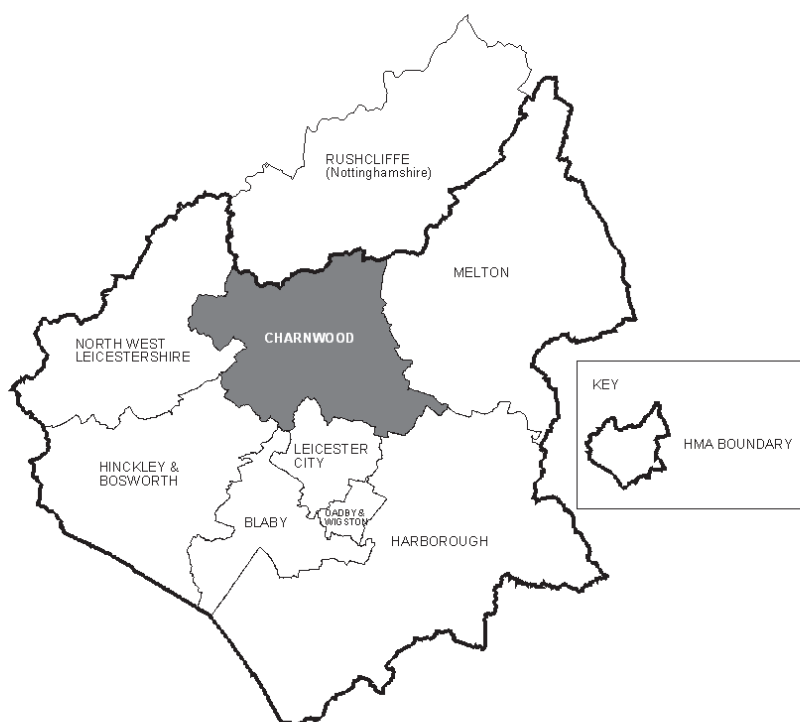 RUSHCLIFFE
(Nottinghamshire)
MELTON
CHARNWOOD
NORTH WEST
LEICESTERSHIRE
KEY
HMA BOUNDARY
LEICESTER
CITY
HINCKLEY &
BOSWORTH
OADBY &
WIGSTON
BLABY
HARBOROUGH